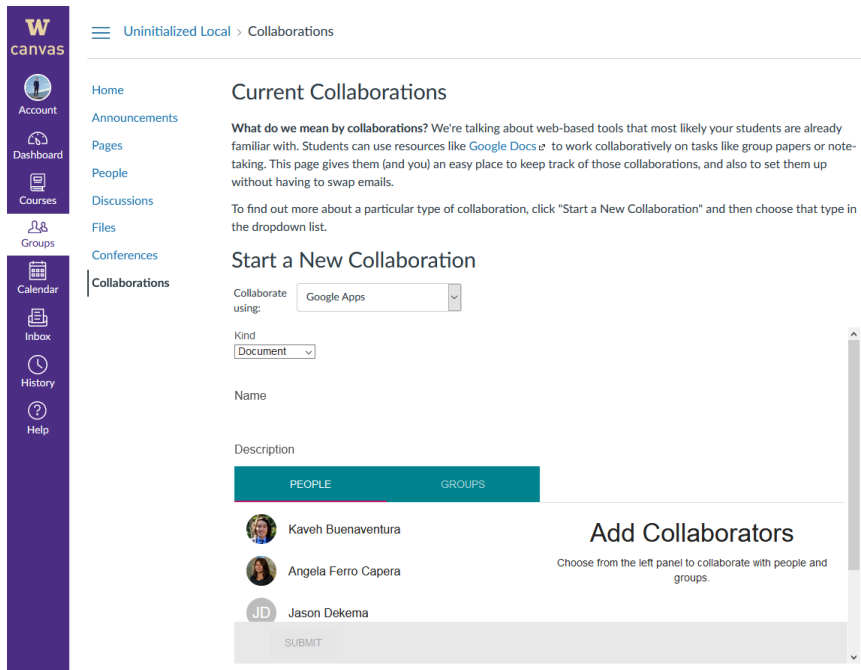 W
canvas
Account
Dashboard
Courses
Groups
Calendar
Inbox
History
Help
Uninitialized Local > Collaborations
Home
Announcements
Pages
People
Discussions
Files
Conferences
Collaborations
Current Collaborations
What do we mean by collaborations? We're talking about web-based tools that most likely your students are already
familiar with. Students can use resources like Google Docs to work collaboratively on tasks like group papers or note-
taking. This page gives them (and you) an easy place to keep track of those collaborations, and also to set them up
without having to swap emails.
To find out more about a particular type of collaboration, click "Start a New Collaboration" and then choose that type in
the dropdown list.
Start a New Collaboration
Collaborate
using:
Google Apps
Kind
Document
Name
Description
PEOPLE
GROUPS
Kaveh Buenaventura
Angela Ferro Capera
JD
Jason Dekema
Add Collaborators
Choose from the left panel to collaborate with people and
groups.
SUBMIT